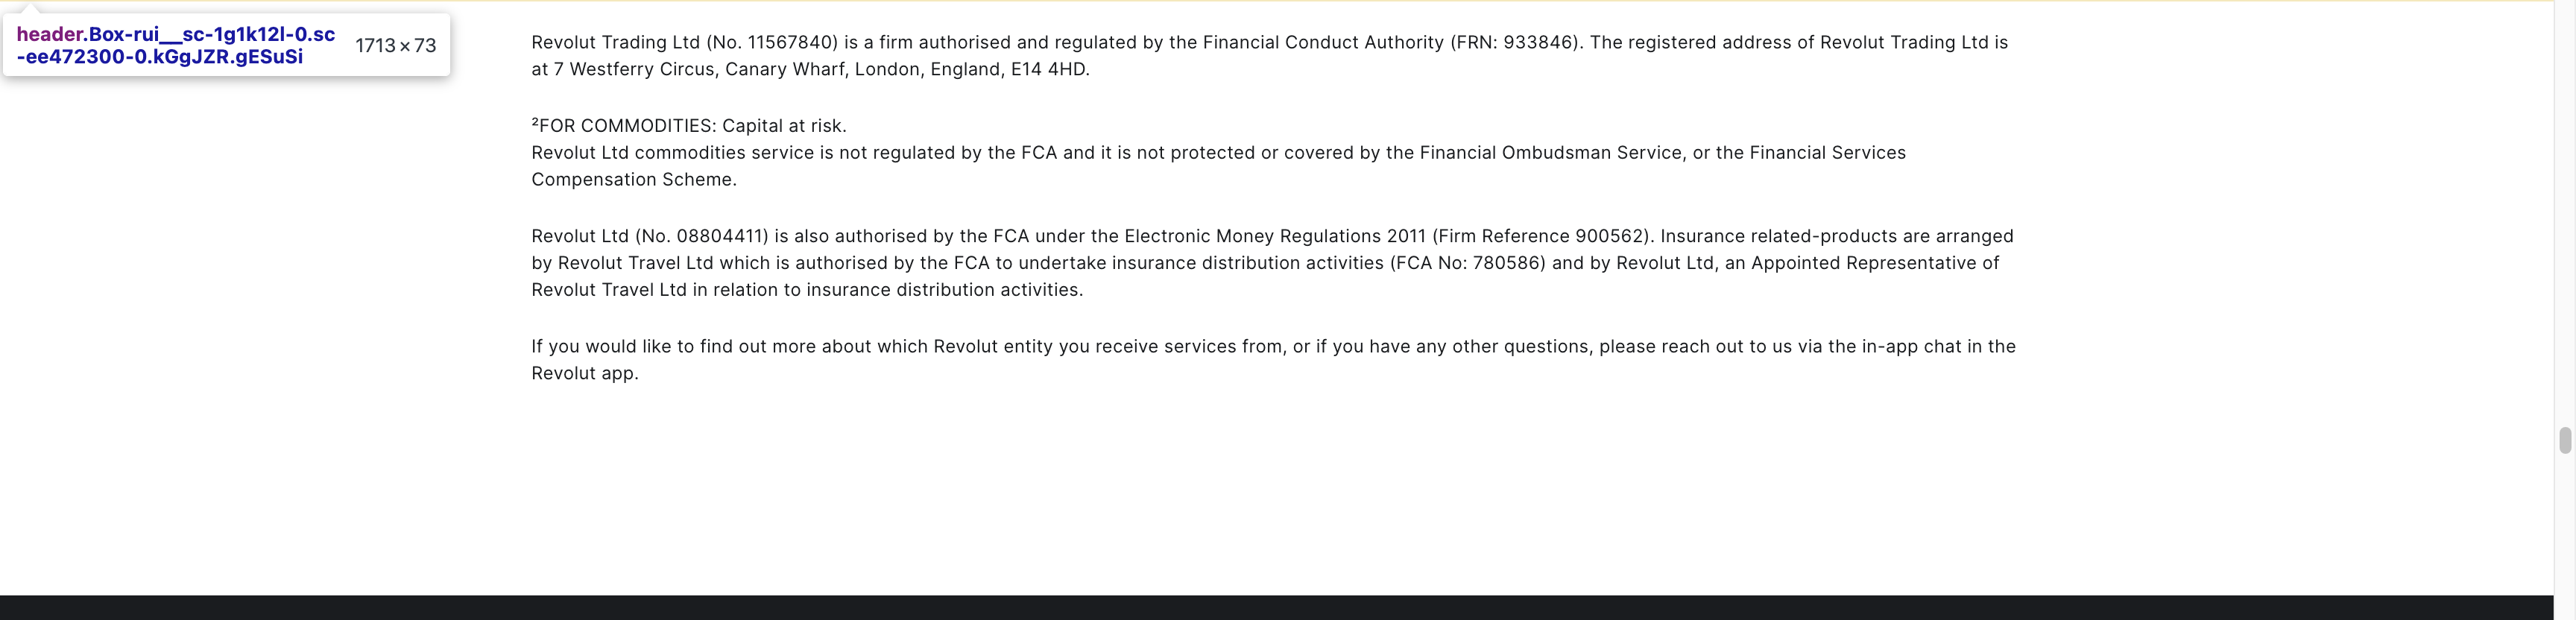 header.Box-rui__sc-1g1k12l-0.sc
-ee472300-0.kGgJZR.gESuSi
1713 × 73
Revolut Trading Ltd (No. 11567840) is a firm authorised and regulated by the Financial Conduct Authority (FRN: 933846). The registered address of Revolut Trading Ltd is
at 7 Westferry Circus, Canary Wharf, London, England, E14 4HD.
²FOR COMMODITIES: Capital at risk.
Revolut Ltd commodities service is not regulated by the FCA and it is not protected or covered by the Financial Ombudsman Service, or the Financial Services
Compensation Scheme.
Revolut Ltd (No. 08804411) is also authorised by the FCA under the Electronic Money Regulations 2011 (Firm Reference 900562). Insurance related-products are arranged
by Revolut Travel Ltd which is authorised by the FCA to undertake insurance distribution activities (FCA No: 780586) and by Revolut Ltd, an Appointed Representative of
Revolut Travel Ltd in relation to insurance distribution activities.
If you would like to find out more about which Revolut entity you receive services from, or if you have any other questions, please reach out to us via the in-app chat in the
Revolut app.